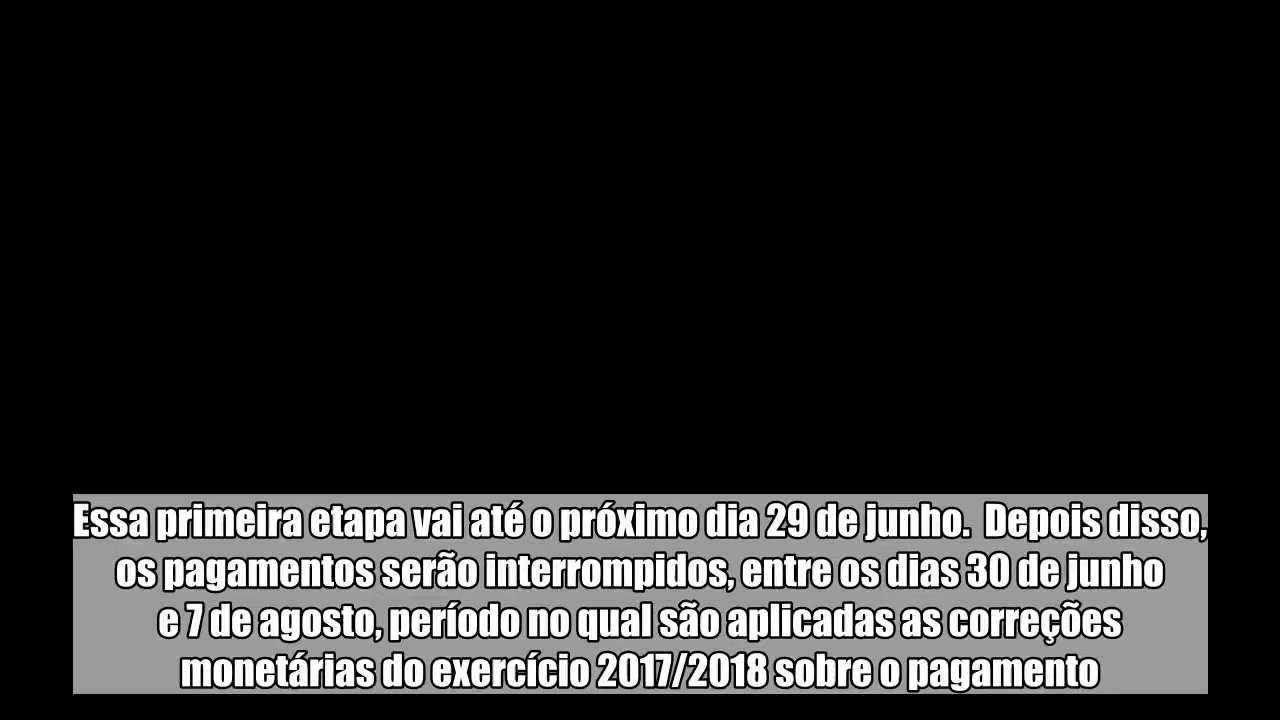 Essa primeira etapa vai até o próximo dia 29 de junho.  Depois disso,
os pagamentos serão interrompidos, entre os dias 30 de junho
e 7 de agosto, período no qual são aplicadas as correções
monetárias do exercício 2017/2018 sobre o pagamento